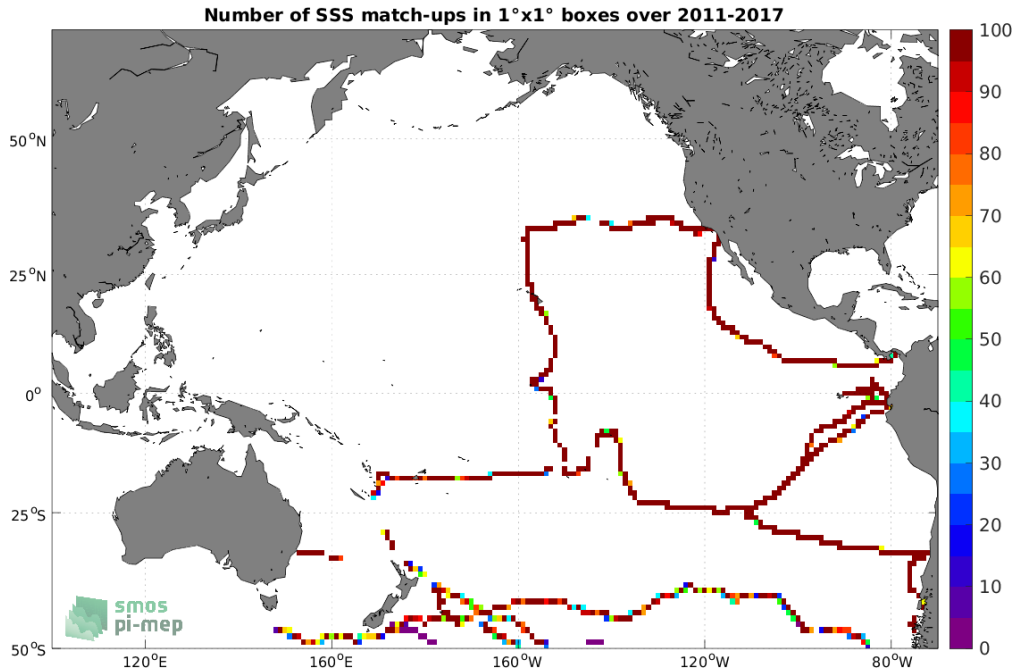 Number of SSS match-ups in 1°x1° boxes over 2011-2017
100
90
80
70
60
50
40
30
20
10
0
50°N
25°N
0°
25°S
50°S
120°E
160°E
160°W
120°W
80°W
smos
pi-mep